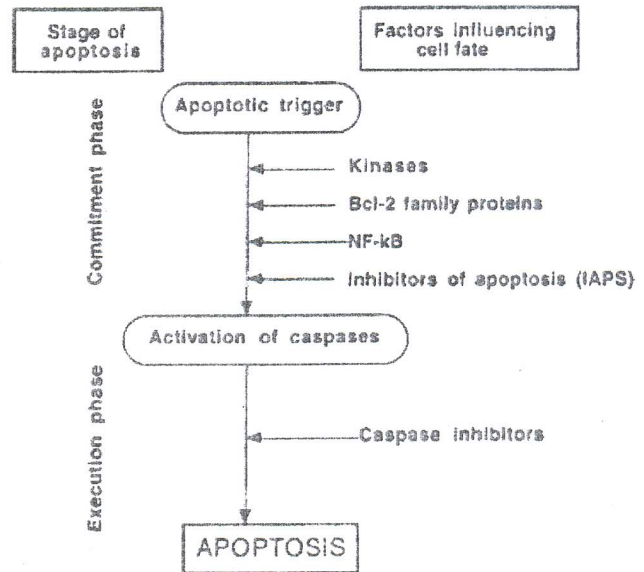 Stage of
apoptosis
Factors influencing
cell fate
Apoptotic trigger
Commitment phase
Kinases
Bcl-2 family proteins
NF-kB
Inhibitors of apoptosis (IAPS)
Activation of caspases
Execution phase
Caspase inhibitors
APOPTOSIS